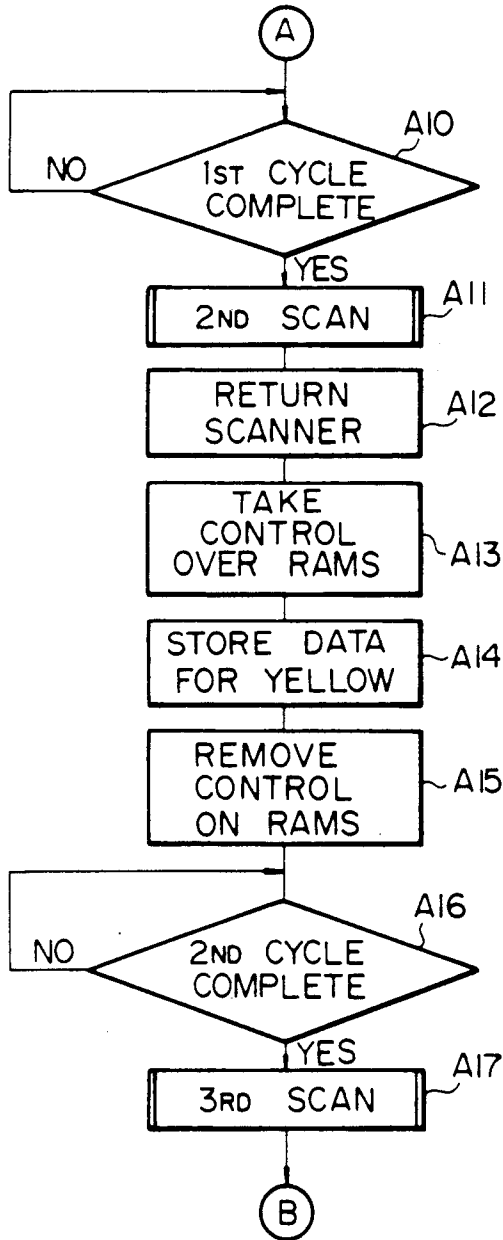 A
A10
1ST CYCLE
COMPLETE
NO
YES
A11
2ND SCAN
RETURN
SCANNER
A12
TAKE
CONTROL
OVER RAMS
A13
STORE DATA
FOR YELLOW
A14
REMOVE
CONTROL
ON RAMS
A15
A16
2ND CYCLE
COMPLETE
NO
YES
A17
3RD SCAN
B